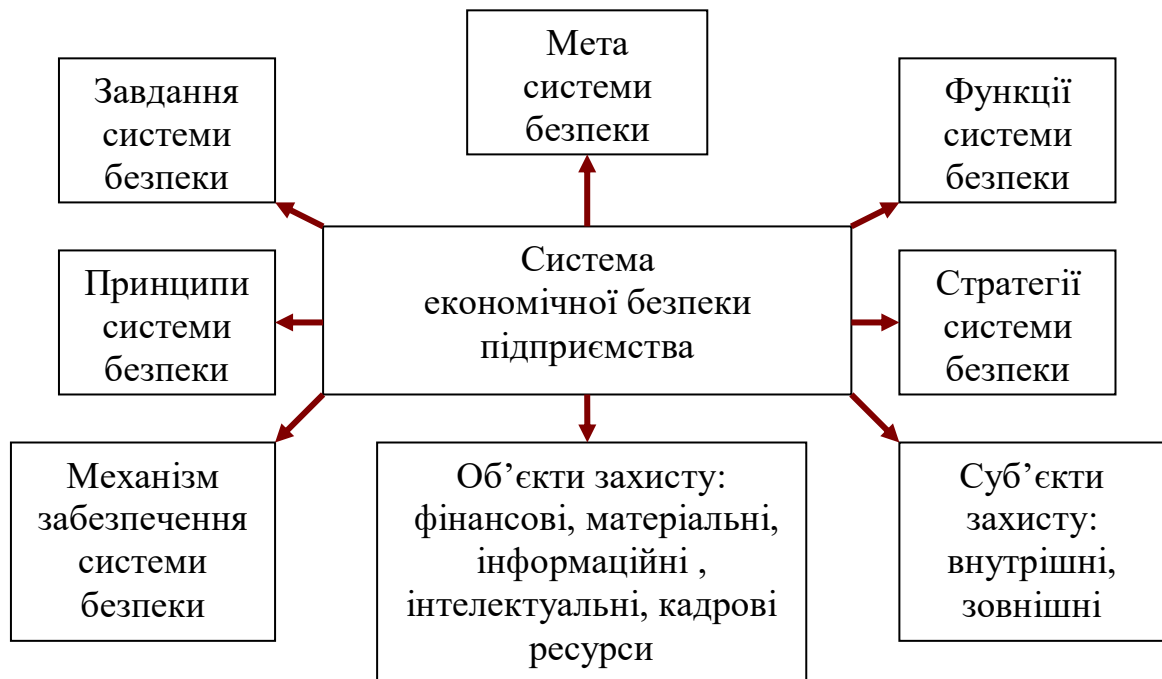 Мета
системи
безпеки
Завдання
системи
безпеки
Функції
системи
безпеки
Система
економічної безпеки
підприємства
Принципи
системи
безпеки
Стратегії
системи
безпеки
Механізм
забезпечення
системи
безпеки
Об’єкти захисту:
фінансові, матеріальні,
інформаційні ,
інтелектуальні, кадрові
ресурси
Суб’єкти
захисту:
внутрішні,
зовнішні